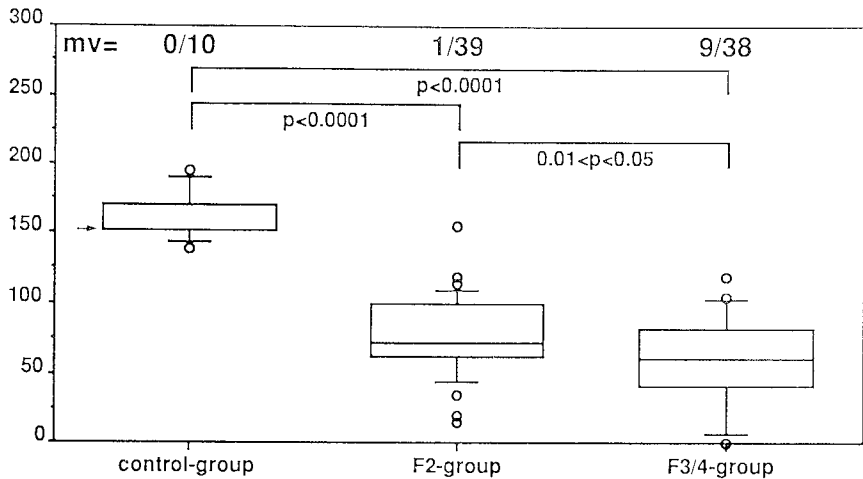 300
mv= 0/10 1/39 9/38
p<0.0001
250
p<0.0001
200
0.01<p<0.05
150
100
50
0
control-group F2-group F3/4-group